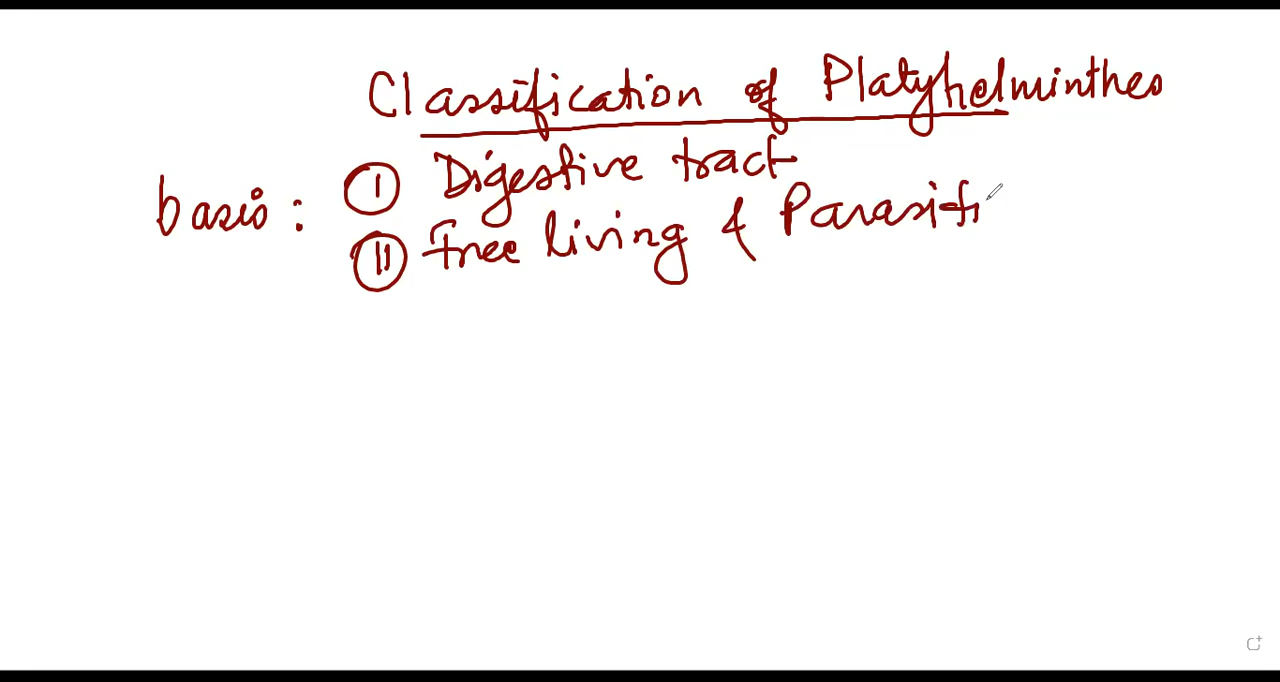 Classification of Platyhelminthes
basis : I Digestive tract
II Free living & Parasiti